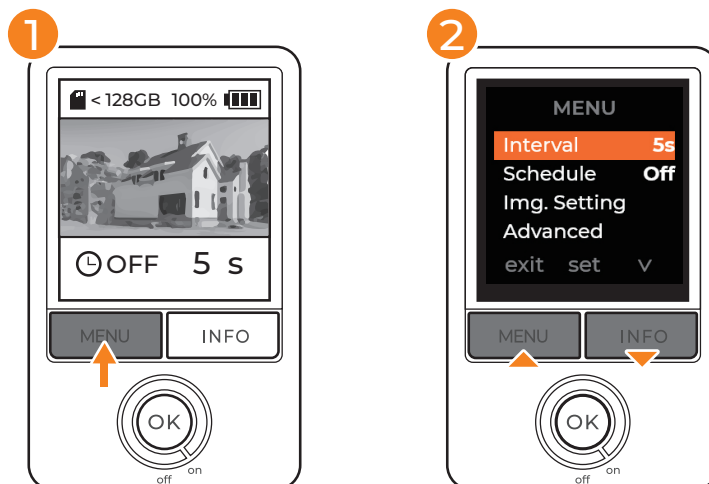 1
< 128GB 100%
OFF 5 s
MENU INFO
OK
off on
2
MENU
Interval 5s
Schedule Off
Img. Setting
Advanced
exit set v
MENU INFO
OK
off on